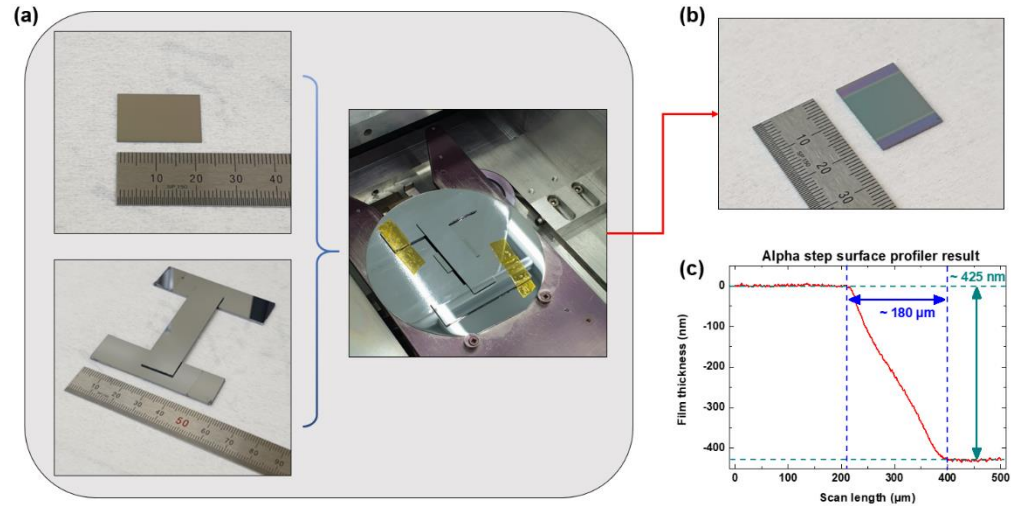 (a)
10 20 30 40
10 20 30 40 50 60 70 80 90
(b)
10 20 30
(c)
Alpha step surface profiler result
~ 425 nm
~ 180 µm
0
-100
-200
-300
-400
Film thickness (nm)
0 100 200 300 400 500
Scan length (µm)